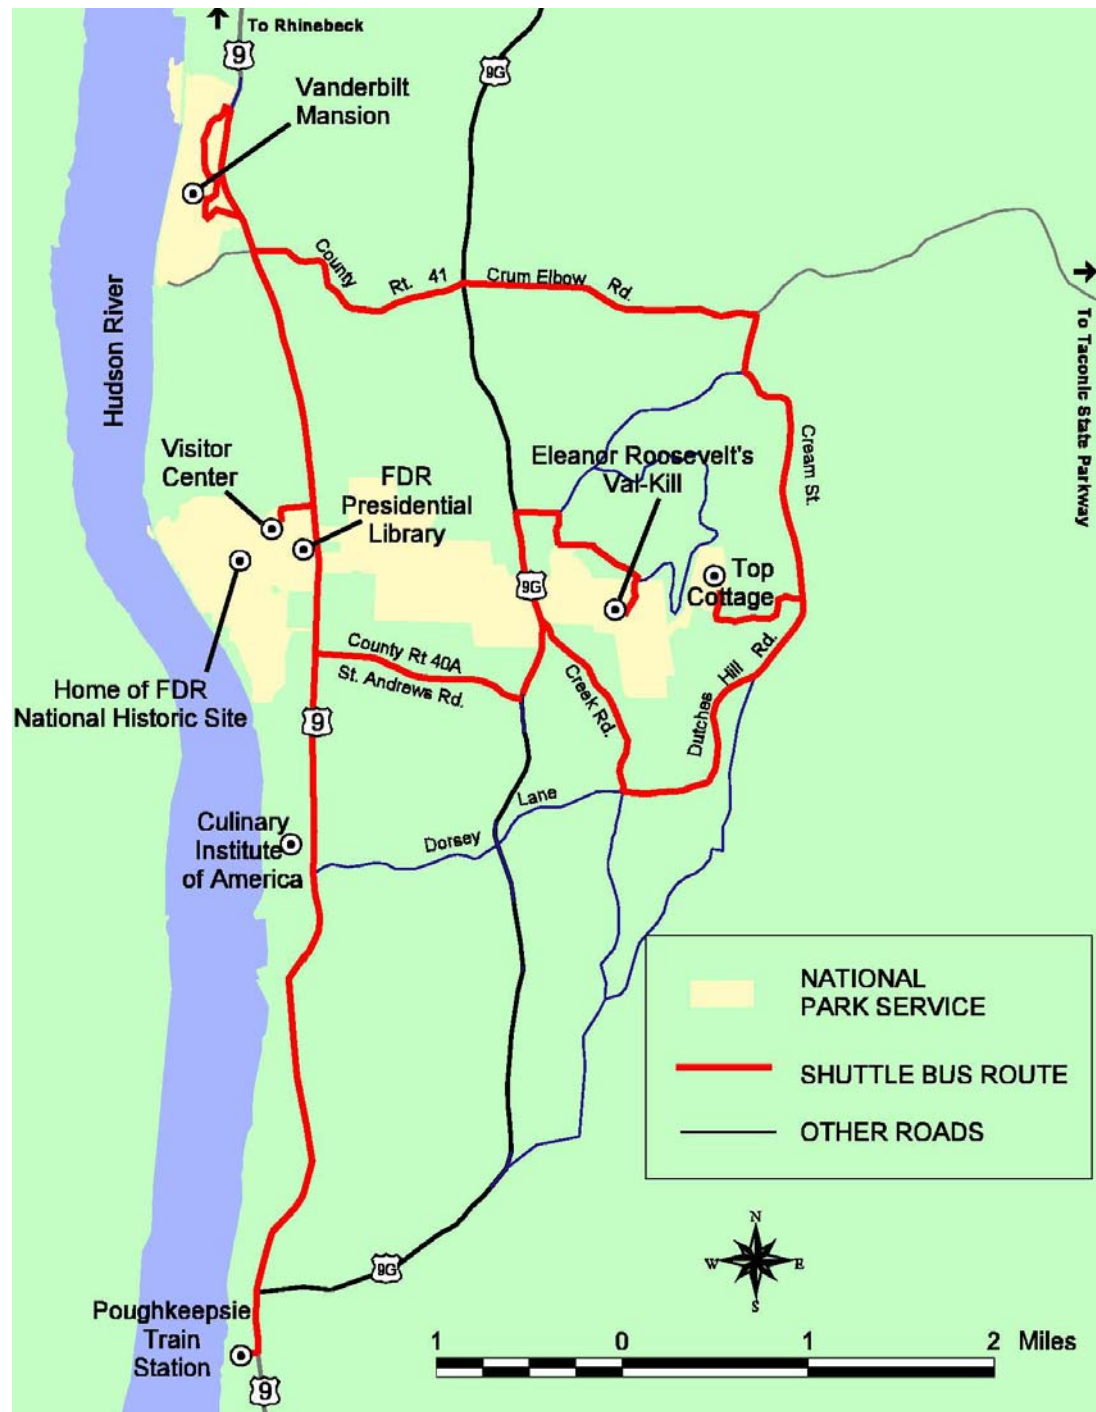 To Rhinebeck
9
9G
Vanderbilt
Mansion
County
Rt. 41
Crum Elbow
Rd.
To Taconic State Parkway
Hudson River
Visitor
Center
FDR
Presidential
Library
Eleanor Roosevelt's
Val-Kill
Cream St.
9G
Top
Cottage
County Rt 40A
St. Andrews Rd.
Creek Rd.
Dutches
Hill
Rd.
Home of FDR
National Historic Site
9
Culinary
Institute
of America
Dorsey
Lane
NATIONAL
PARK SERVICE
SHUTTLE BUS ROUTE
OTHER ROADS
N
W
E
S
9G
Poughkeepsie
Train
Station
9
1
0
1
2
Miles